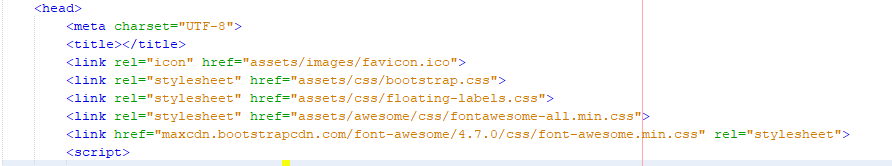 <head>
<meta charset="UTF-8">
<title></title>
<link rel="icon" href="assets/images/favicon.ico">
<link rel="stylesheet" href="assets/css/bootstrap.css">
<link rel="stylesheet" href="assets/css/floating-labels.css">
<link rel="stylesheet" href="assets/awesome/css/fontawesome-all.min.css">
<link href="maxcdn.bootstrapcdn.com/font-awesome/4.7.0/css/font-awesome.min.css" rel="stylesheet">
<script>